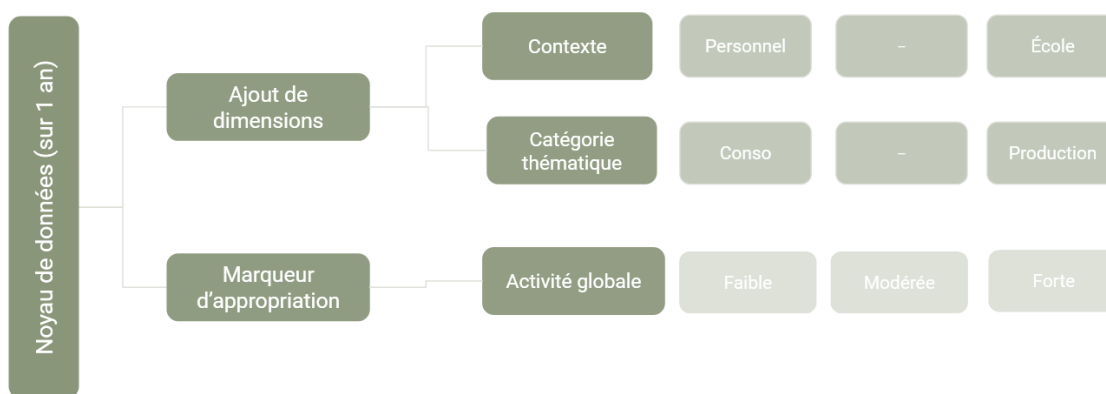 Noyau de données (sur 1 an)
Ajout de
dimensions
Contexte
Personnel
–
École
Catégorie
thématique
Conso
–
Production
Marqueur
d'appropriation
Activité globale
Faible
Modérée
Forte